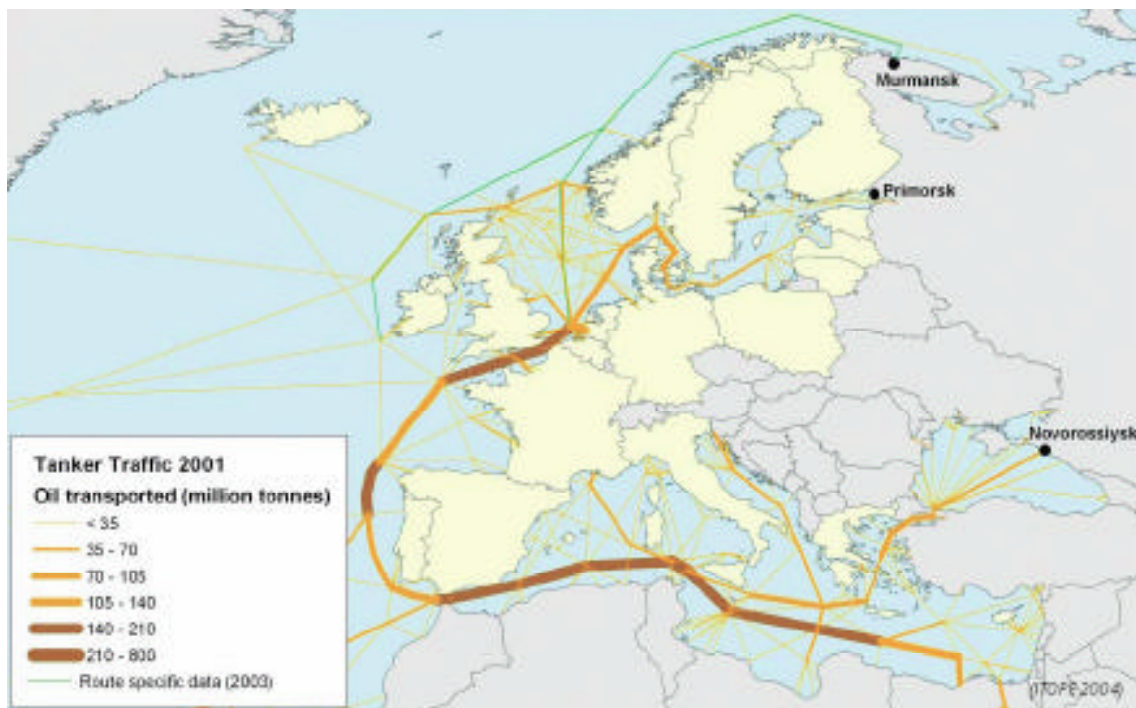 Murmansk
Primorsk
Novorossiysk
Tanker Traffic 2001
Oil transported (million tonnes)
< 35
35 - 70
70 - 105
105 - 140
140 - 210
210 - 800
Route specific data (2003)
(ITOPF 2004)